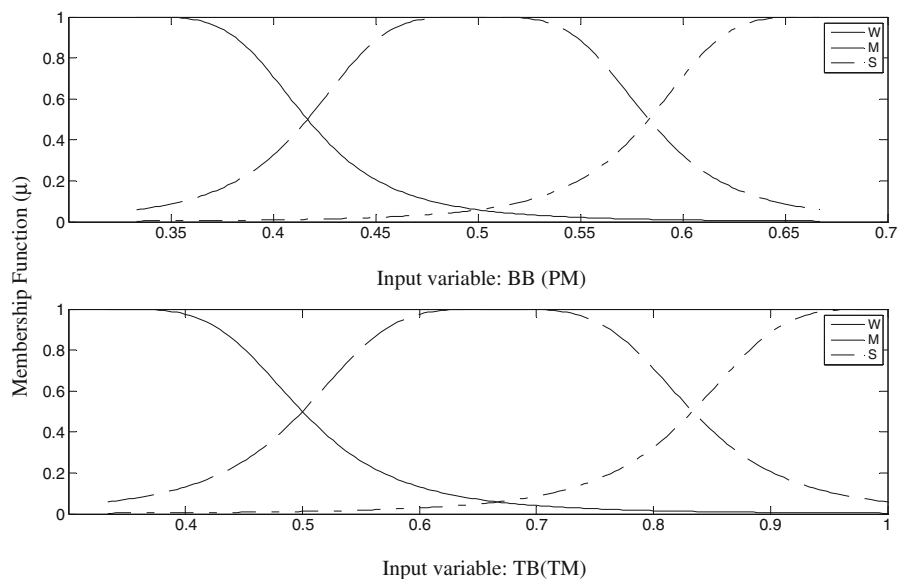 1
0.8
0.6
0.4
0.2
0
W
M
S
0.35 0.4 0.45 0.5 0.55 0.6 0.65 0.7
Input variable: BB (PM)
Membership Function (μ)
1
0.8
0.6
0.4
0.2
0
W
M
S
0.4 0.5 0.6 0.7 0.8 0.9 1
Input variable: TB(TM)